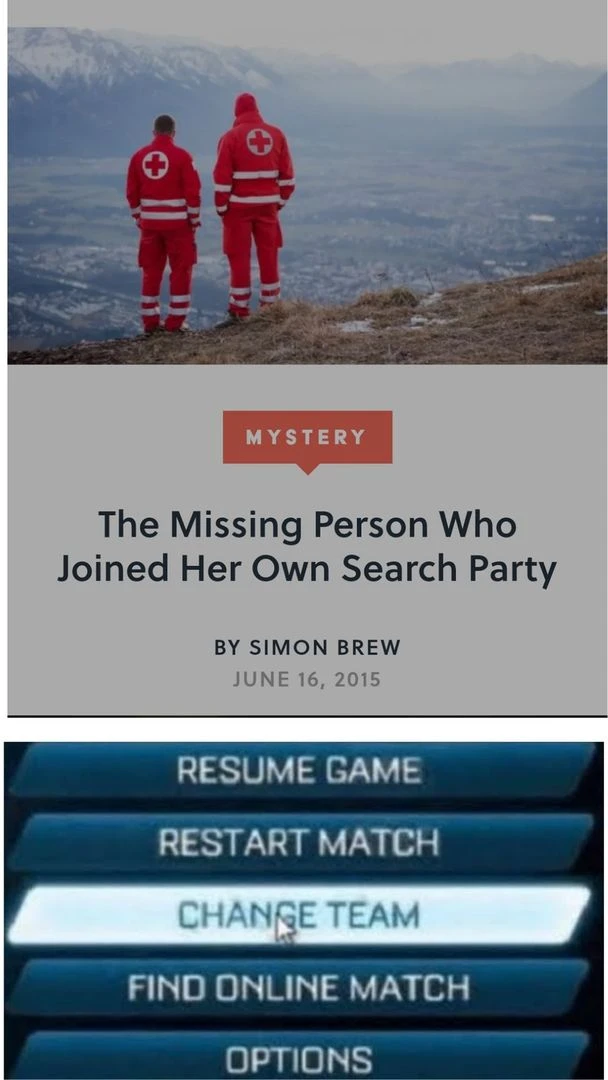 MYSTERY
The Missing Person Who
Joined Her Own Search Party
BY SIMON BREW
JUNE 16, 2015
RESUME GAME
RESTART MATCH
CHANGE TEAM
FIND ONLINE MATCH
OPTIONS